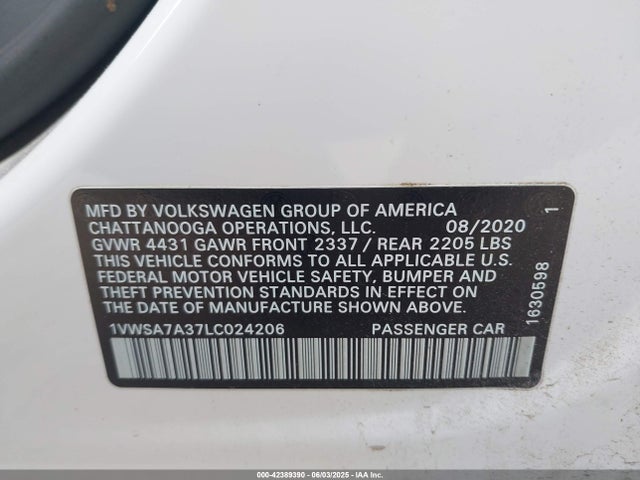 MFD BY VOLKSWAGEN GROUP OF AMERICA
CHATTANOOGA OPERATIONS, LLC. 08/2020
GVWR 4431 GAWR FRONT 2337 / REAR 2205 LBS
THIS VEHICLE CONFORMS TO ALL APPLICABLE U.S.
FEDERAL MOTOR VEHICLE SAFETY, BUMPER AND
THEFT PREVENTION STANDARDS IN EFFECT ON
THE DATE OF MANUFACTURE SHOWN ABOVE.
1VWSA7A37LC024206 PASSENGER CAR
1630598 1
000-42389390 - 06/03/2025 - IAAI.COM